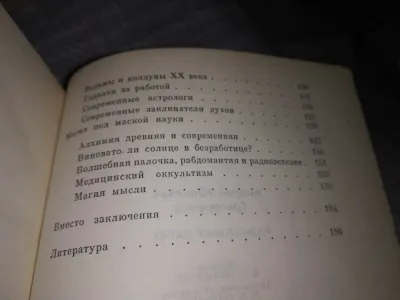 Ведьмы и колдуны XX века
Гадалки за работой
Современные астрологи
Современные заклинатели духов
Магия под маской науки
Алхимия древняя и современная
Виновато ли солнце в безработице?
Волшебная палочка, рабдомантия и радиоэстезия
Медицинский оккультизм
Магия мысли
Вместо заключения
Литература